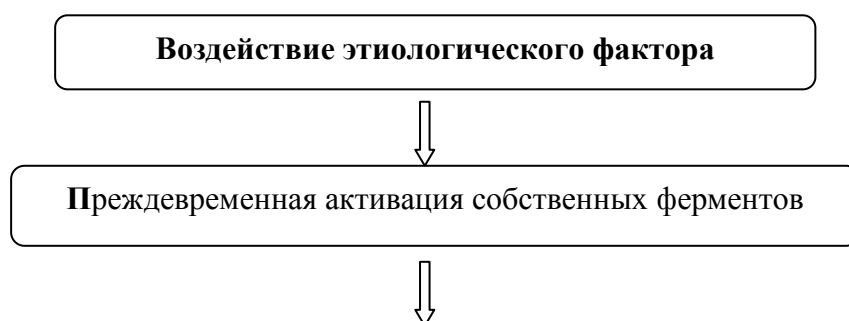 Воздействие этиологического фактора
Преждевременная активация собственных ферментов